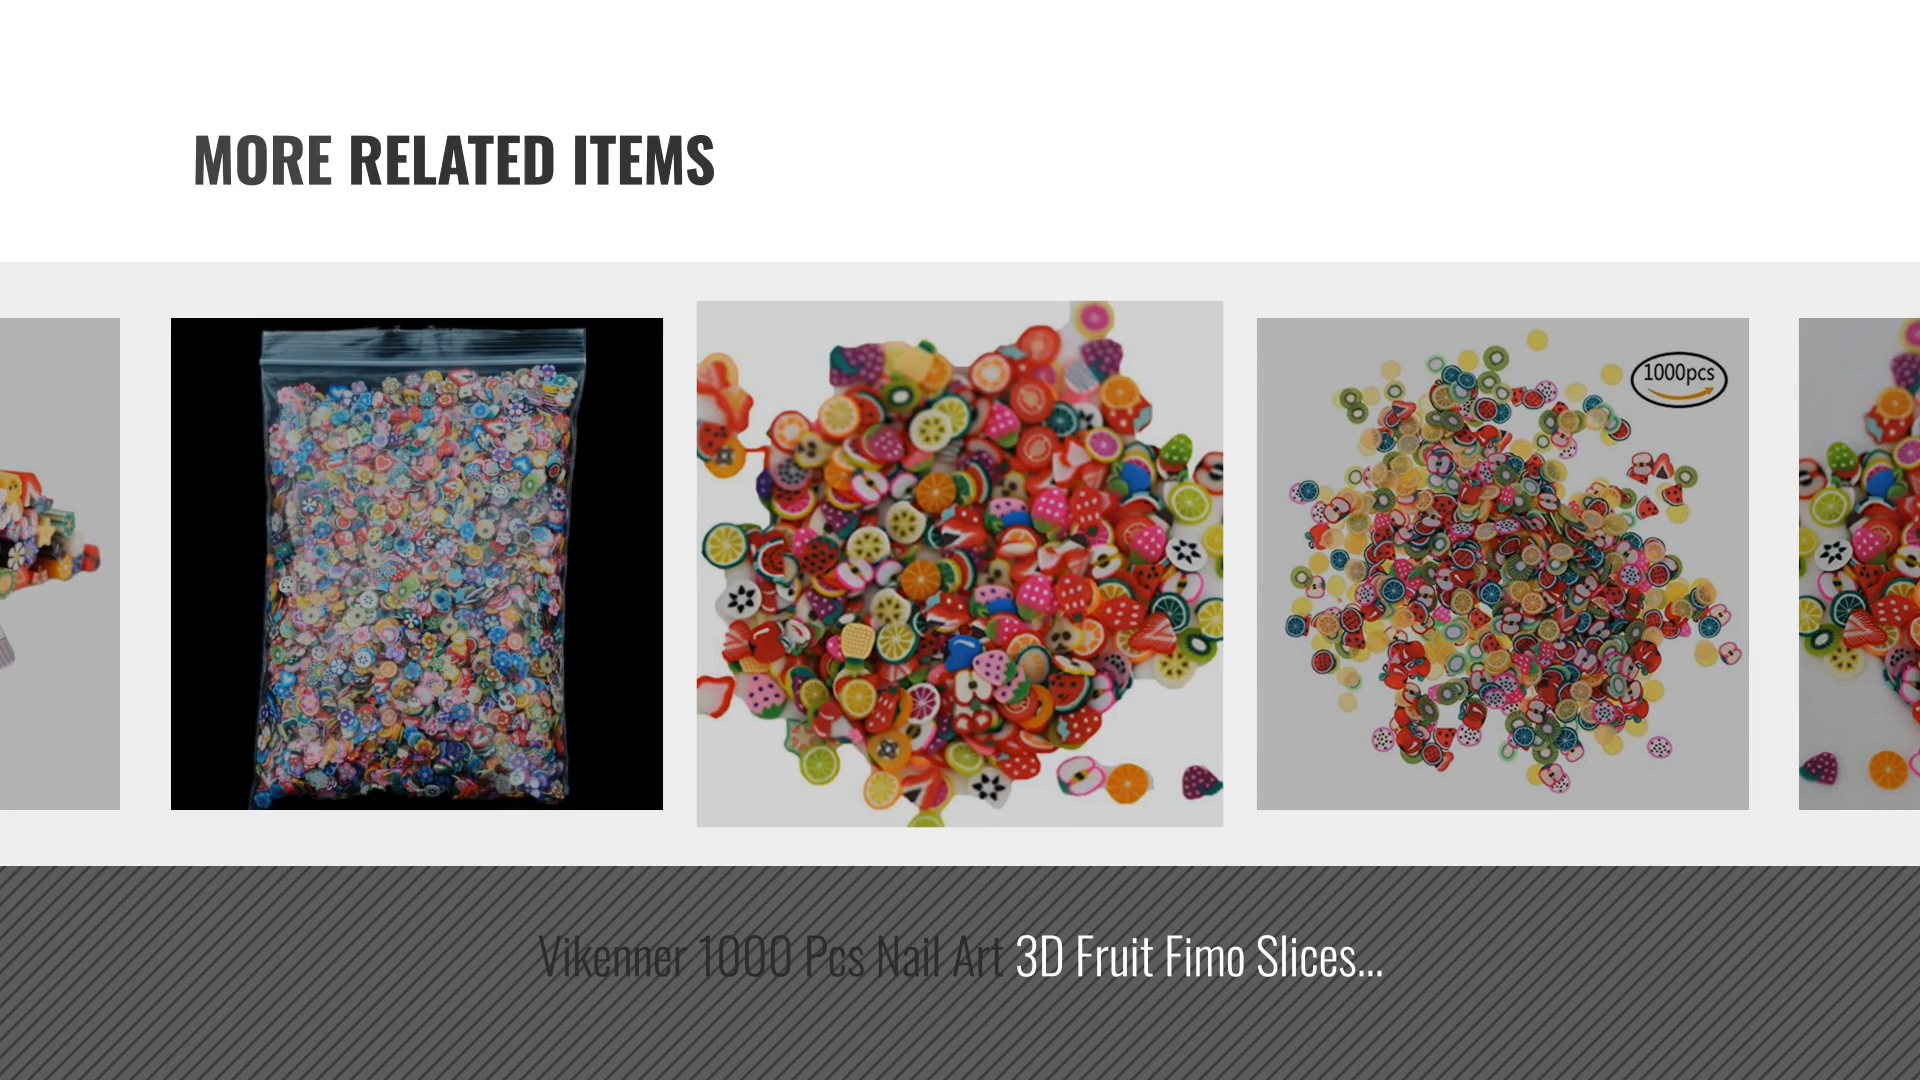 MORE RELATED ITEMS
1000pcs
Vikenner 1000 Pcs Nail Art 3D Fruit Fimo Slices...